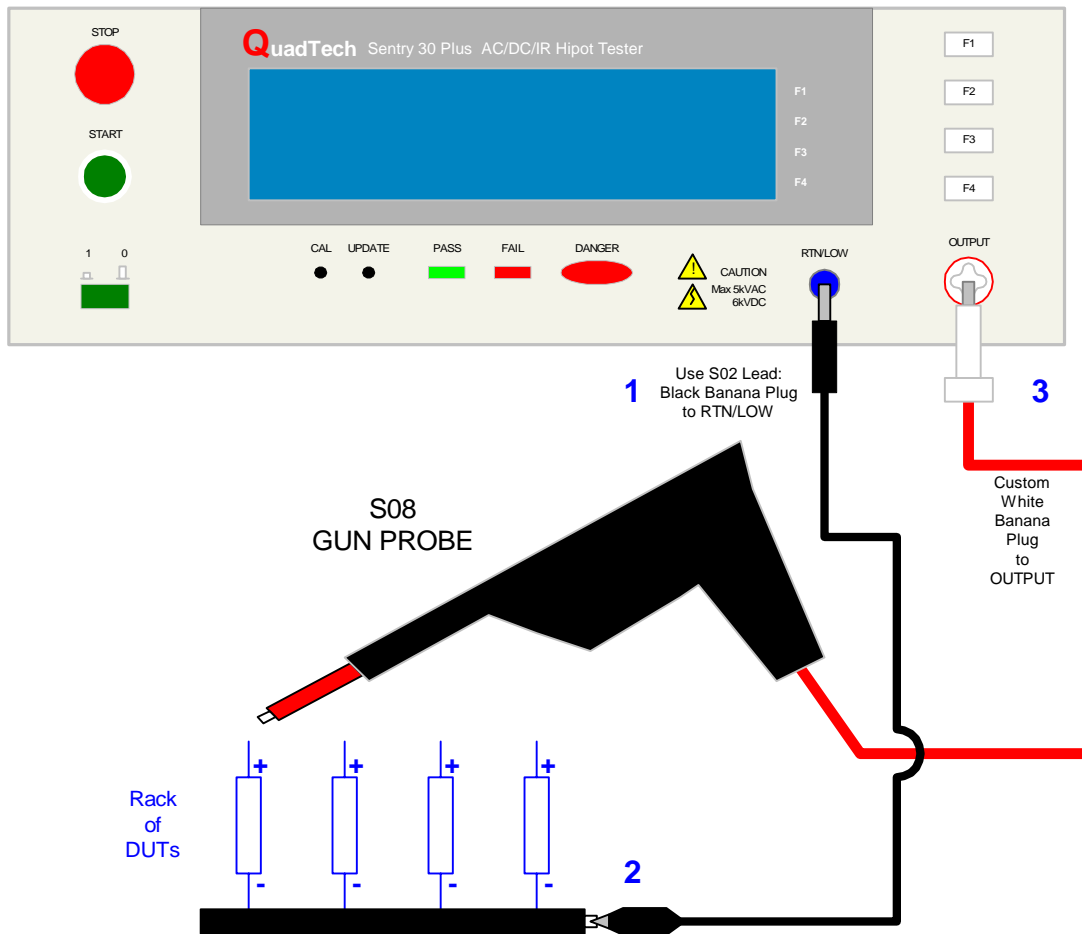 STOP
QuadTech Sentry 30 Plus AC/DC/IR Hipot Tester
F1
F2
F3
F4
F1
F2
F3
F4
START
1 0
CAL
UPDATE
PASS
FAIL
DANGER
CAUTION
Max 5kVAC
6kVDC
RTN/LOW
OUTPUT
1
Use S02 Lead:
Black Banana Plug
to RTN/LOW
3
Custom
White
Banana
Plug
to
OUTPUT
S08
GUN PROBE
Rack
of
DUTs
+ + + +
- - - -
2